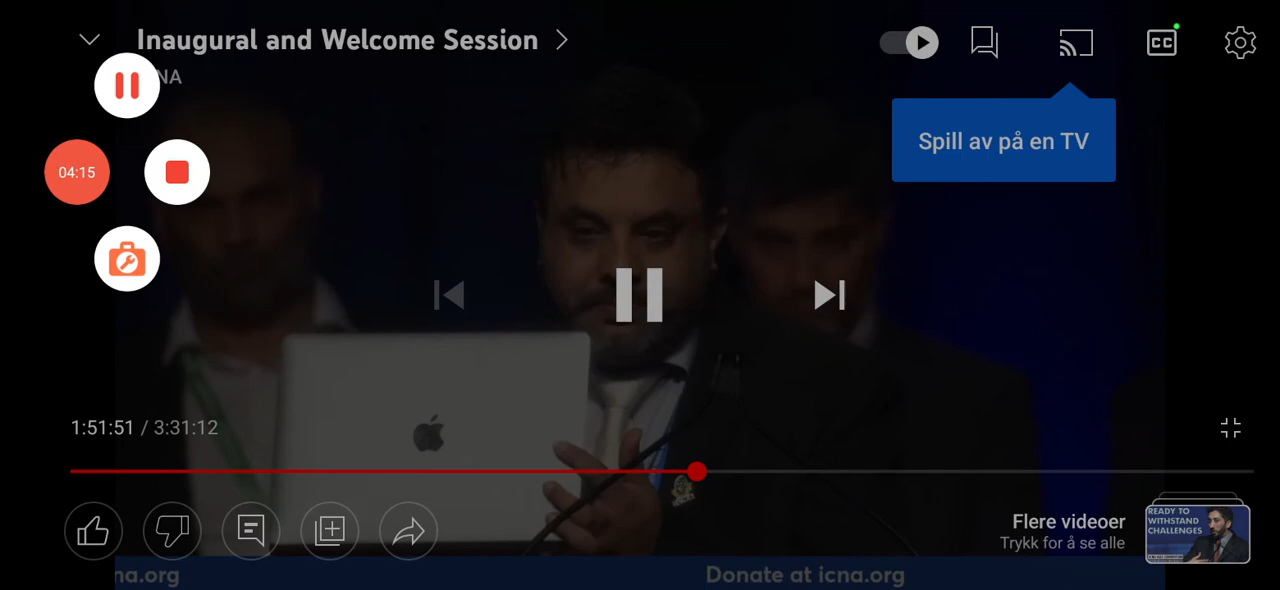 Inaugural and Welcome Session
NA
04:15
CC
Spill av på en TV
1:51:51 / 3:31:12
Flere videoer
Trykk for å se alle
READY TO
WITHSTAND
CHALLENGES
na.org
Donate at icna.org